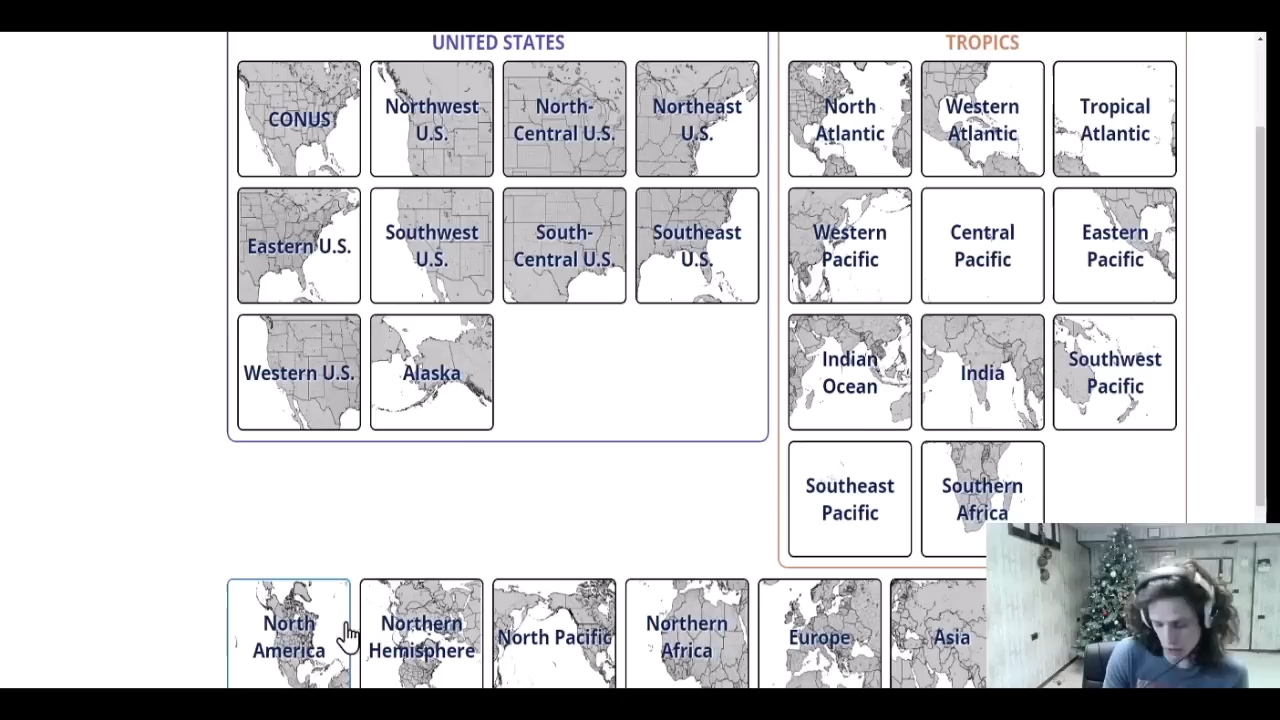 UNITED STATES
CONUS
Northwest
U.S.
North-
Central U.S.
Northeast
U.S.
Eastern U.S.
Southwest
U.S.
South-
Central U.S.
Southeast
U.S.
Western U.S.
Alaska
TROPICS
North
Atlantic
Western
Atlantic
Tropical
Atlantic
Western
Pacific
Central
Pacific
Eastern
Pacific
Indian
Ocean
India
Southwest
Pacific
Southeast
Pacific
Southern
Africa
North
America
Northern
Hemisphere
North Pacific
Northern
Africa
Europe
Asia